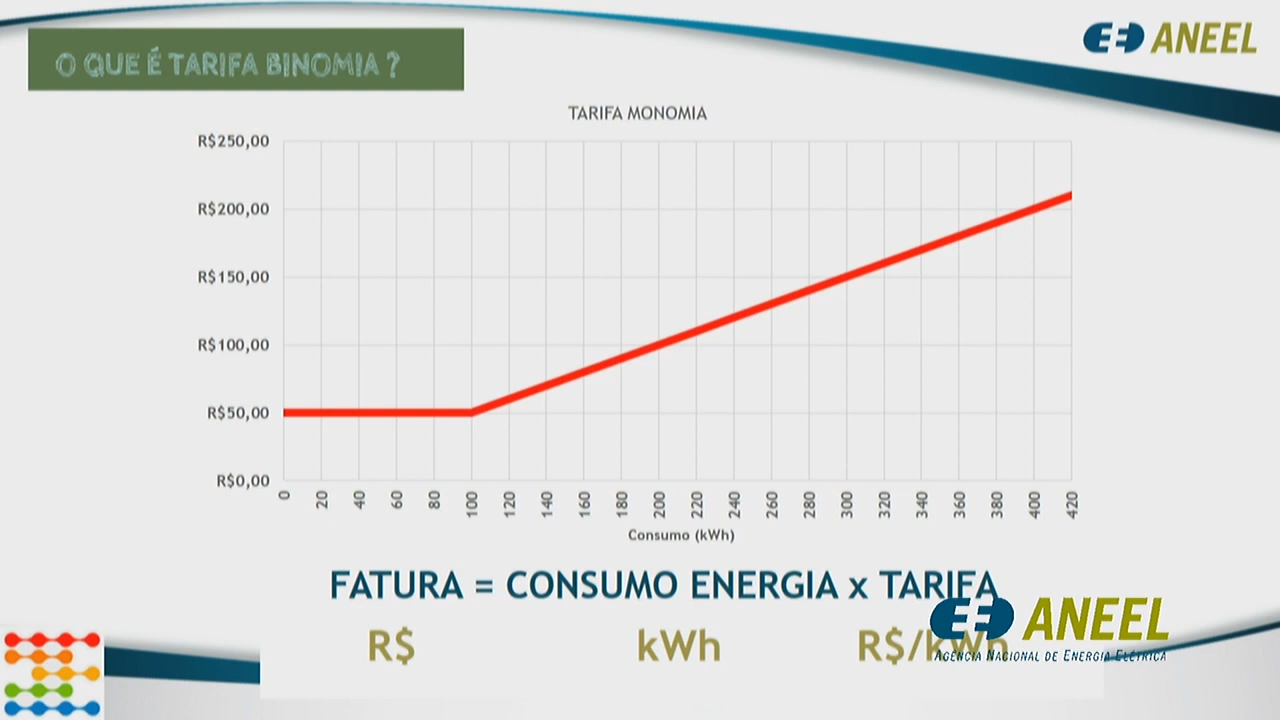 O QUE É TARIFA BINOMIA ?
ANEEL
TARIFA MONOMIA
R$250,00
R$200,00
R$150,00
R$100,00
R$50,00
R$0,00
0 20 40 60 80 100 120 140 160 180 200 220 240 260 280 300 320 340 360 380 400 420
Consumo (kWh)
FATURA = CONSUMO ENERGIA x TARIFA
R$ kWh R$/kWh
ANEEL
AGÊNCIA NACIONAL DE ENERGIA ELÉTRICA